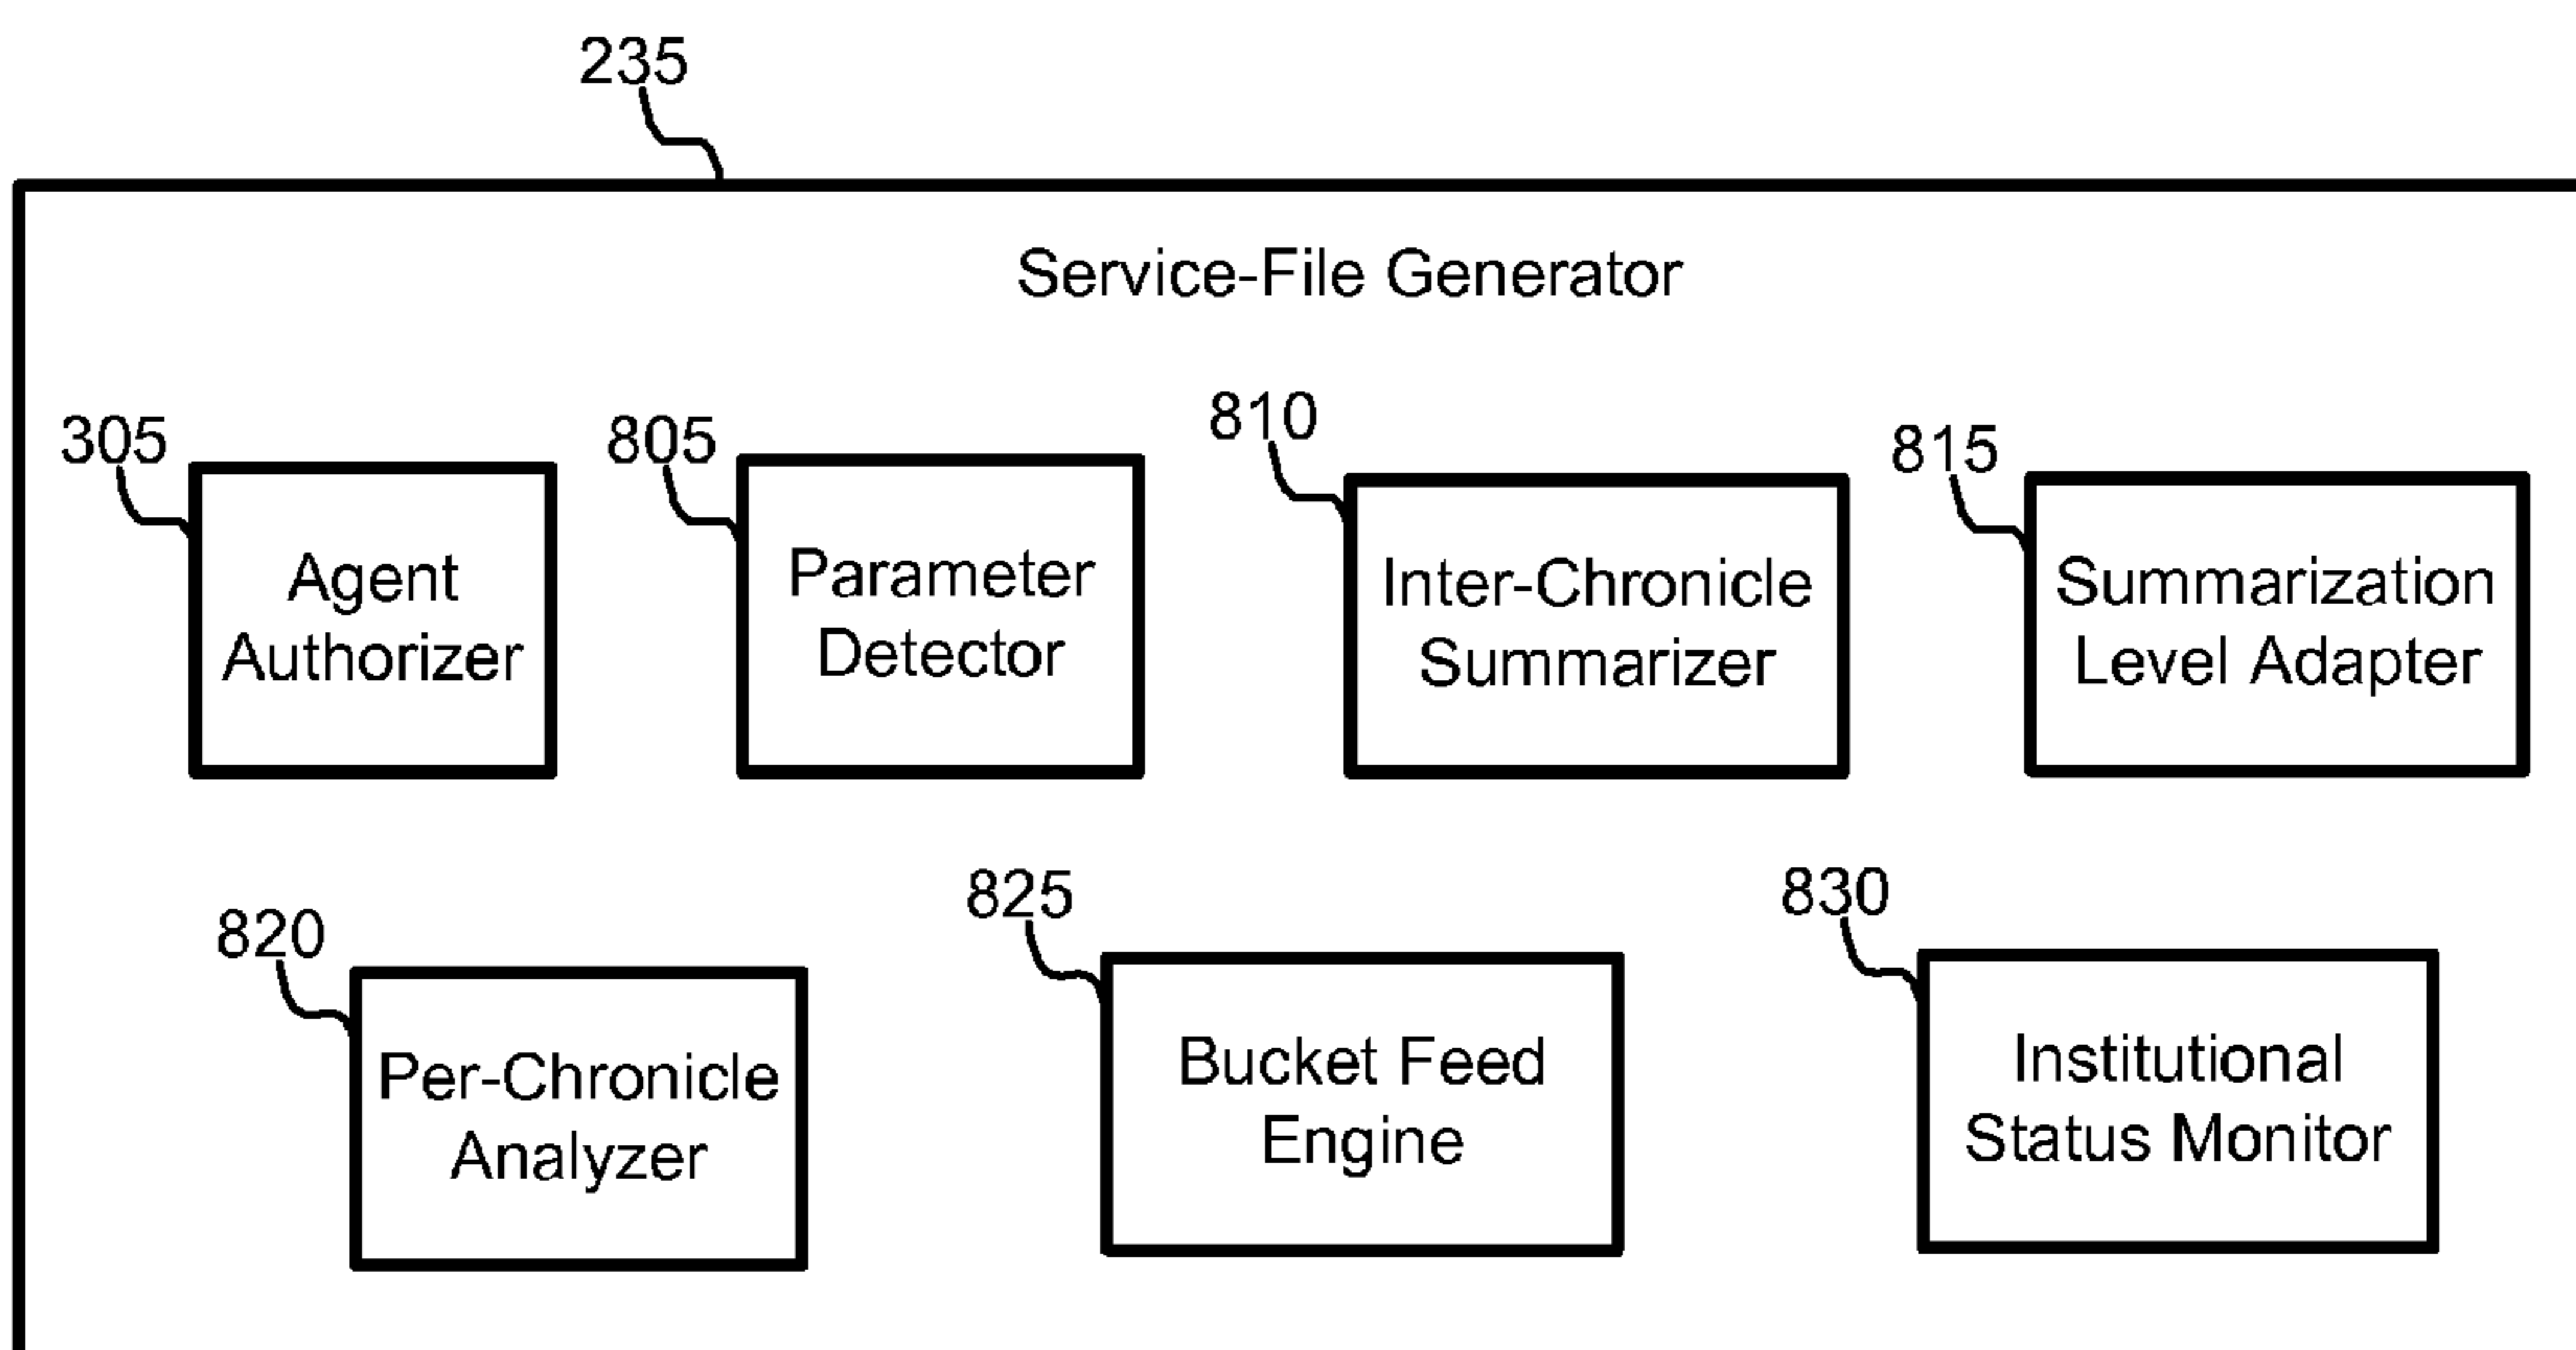 235
Service-File Generator
305
805
810
815
Agent
Authorizer
Parameter
Detector
Inter-Chronicle
Summarizer
Summarization
Level Adapter
820
825
830
Per-Chronicle
Analyzer
Bucket Feed
Engine
Institutional
Status Monitor